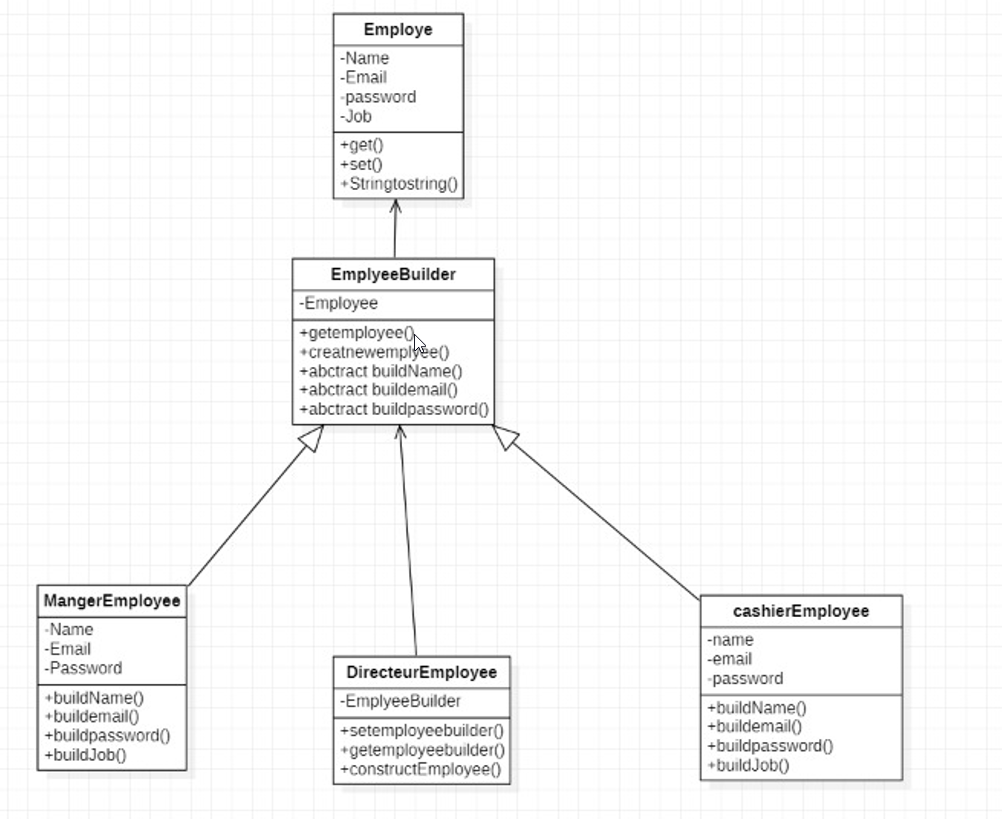 Employe
-Name
-Email
-password
-Job
+get()
+set()
+Stringtostring()
EmplyeeBuilder
-Employee
+getemployee()
+creatnewemplyee()
+abctract buildName()
+abctract buildemail()
+abctract buildpassword()
MangerEmployee
-Name
-Email
-Password
+buildName()
+buildemail()
+buildpassword()
+buildJob()
DirecteurEmployee
-EmplyeeBuilder
+setemployeebuilder()
+getemployeebuilder()
+constructEmployee()
cashierEmployee
-name
-email
-password
+buildName()
+buildemail()
+buildpassword()
+buildJob()